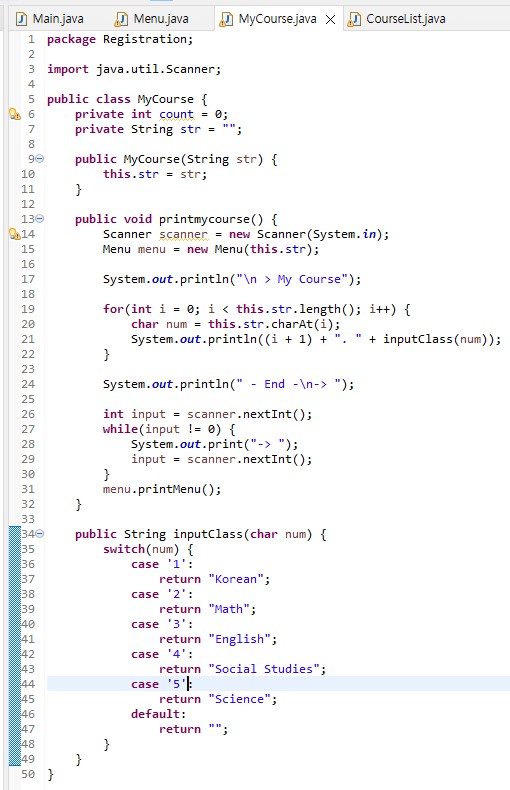 Main.java Menu.java MyCourse.java CourseList.java
1 package Registration;
2
3 import java.util.Scanner;
4
5 public class MyCourse {
6     private int count = 0;
7     private String str = "";
8
9     public MyCourse(String str) {
10         this.str = str;
11     }
12
13     public void printmycourse() {
14         Scanner scanner = new Scanner(System.in);
15         Menu menu = new Menu(this.str);
16
17         System.out.println("\n > My Course");
18
19         for(int i = 0; i < this.str.length(); i++) {
20             char num = this.str.charAt(i);
21             System.out.println((i + 1) + ". " + inputClass(num));
22         }
23
24         System.out.println(" - End -\n-> ");
25
26         int input = scanner.nextInt();
27         while(input != 0) {
28             System.out.print("-> ");
29             input = scanner.nextInt();
30         }
31         menu.printMenu();
32     }
33
34     public String inputClass(char num) {
35         switch(num) {
36             case '1':
37                 return "Korean";
38             case '2':
39                 return "Math";
40             case '3':
41                 return "English";
42             case '4':
43                 return "Social Studies";
44             case '5':
45                 return "Science";
46             default:
47                 return "";
48         }
49     }
50 }